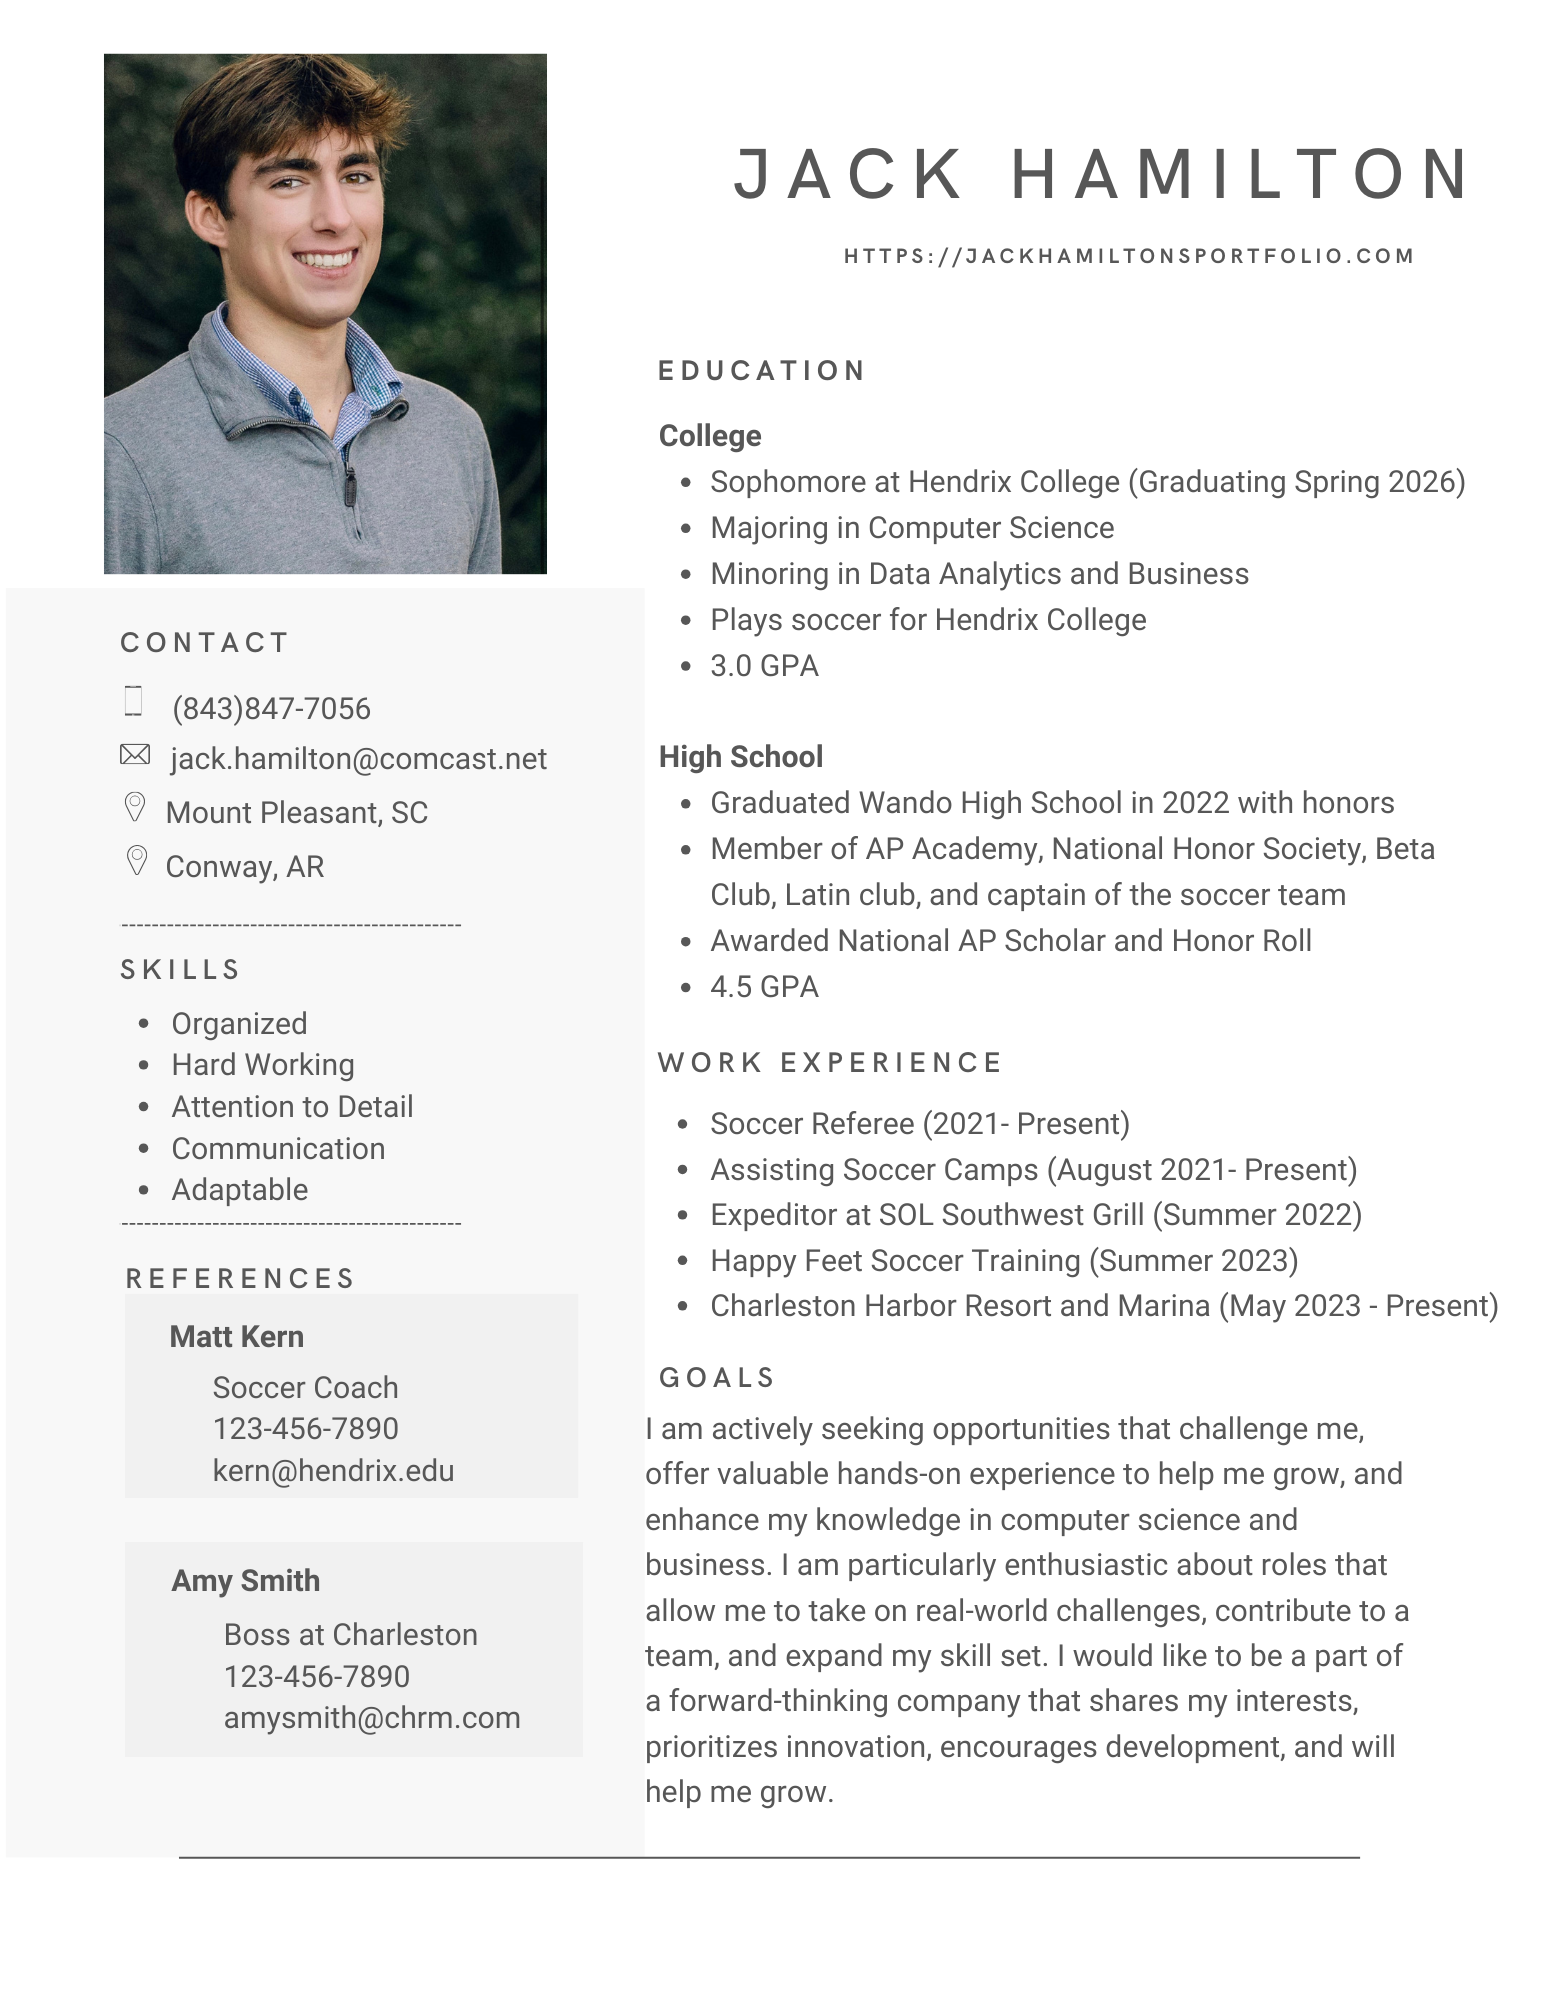 JACK HAMILTON
HTTPS://JACKHAMILTONSPORTFOLIO.COM
CONTACT
(843)847-7056
jack.hamilton@comcast.net
Mount Pleasant, SC
Conway, AR
---------------------------------------------
SKILLS
• Organized
• Hard Working
• Attention to Detail
• Communication
• Adaptable
---------------------------------------------
REFERENCES
Matt Kern
Soccer Coach
123-456-7890
kern@hendrix.edu
Amy Smith
Boss at Charleston
123-456-7890
amysmith@chrm.com
EDUCATION
College
• Sophomore at Hendrix College (Graduating Spring 2026)
• Majoring in Computer Science
• Minoring in Data Analytics and Business
• Plays soccer for Hendrix College
• 3.0 GPA
High School
• Graduated Wando High School in 2022 with honors
• Member of AP Academy, National Honor Society, Beta
Club, Latin club, and captain of the soccer team
• Awarded National AP Scholar and Honor Roll
• 4.5 GPA
WORK EXPERIENCE
• Soccer Referee (2021- Present)
• Assisting Soccer Camps (August 2021- Present)
• Expeditor at SOL Southwest Grill (Summer 2022)
• Happy Feet Soccer Training (Summer 2023)
• Charleston Harbor Resort and Marina (May 2023 - Present)
GOALS
I am actively seeking opportunities that challenge me,
offer valuable hands-on experience to help me grow, and
enhance my knowledge in computer science and
business. I am particularly enthusiastic about roles that
allow me to take on real-world challenges, contribute to a
team, and expand my skill set. I would like to be a part of
a forward-thinking company that shares my interests,
prioritizes innovation, encourages development, and will
help me grow.